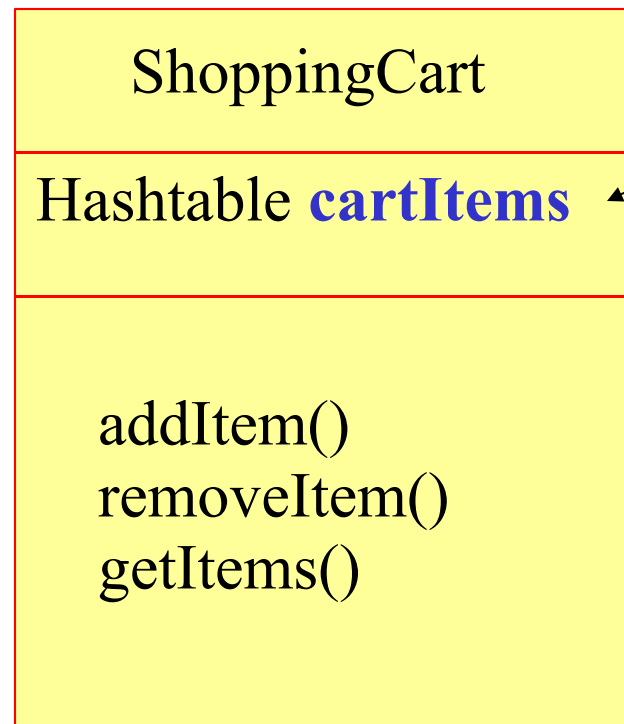 ShoppingCart
Hashtable cartItems
addItem()
removeItem()
getItems()